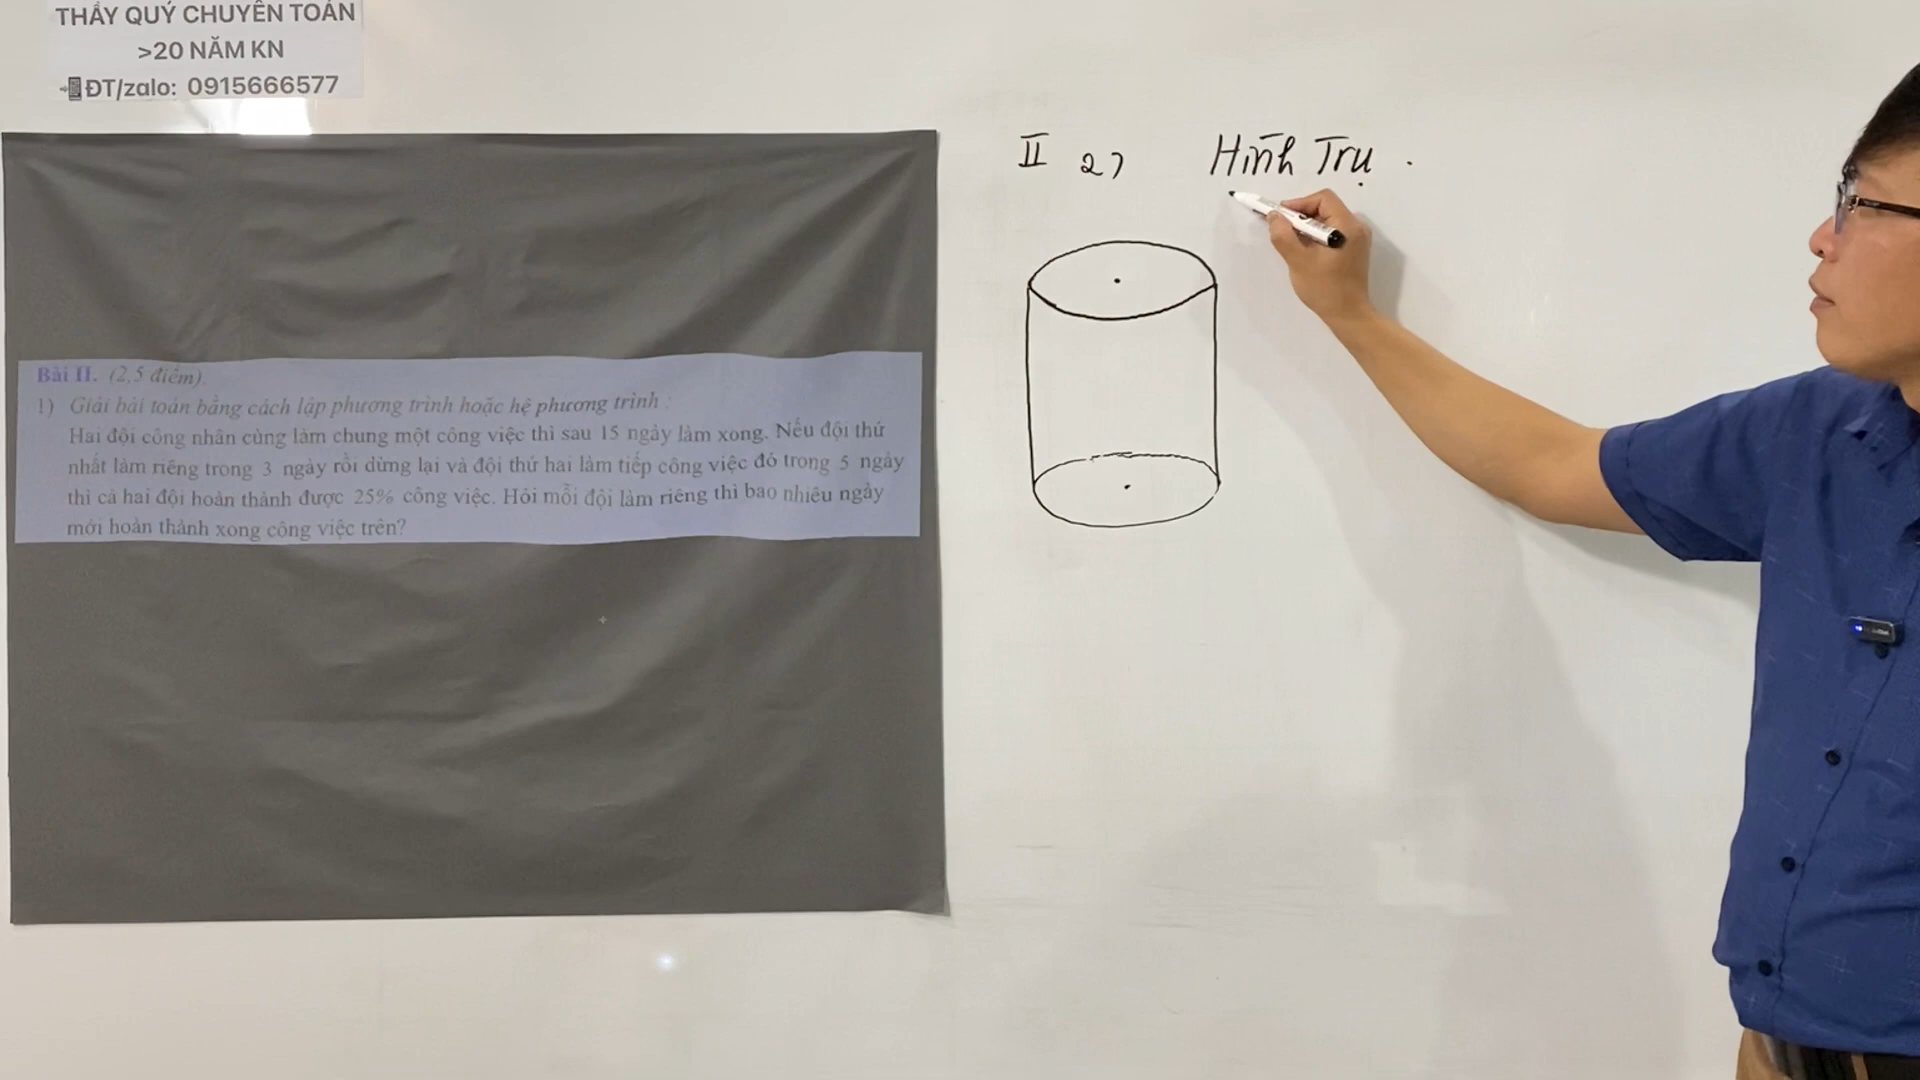 THẦY QUÝ CHUYÊN TOÁN
>20 NĂM KN
ĐT/zalo: 0915666577
II 2) Hình Trụ.
Bài II. (2,5 điểm).
1) Giải bài toán bằng cách lập phương trình hoặc hệ phương trình :
Hai đội công nhân cùng làm chung một công việc thì sau 15 ngày làm xong. Nếu đội thứ
nhất làm riêng trong 3 ngày rồi dừng lại và đội thứ hai làm tiếp công việc đó trong 5 ngày
thì cả hai đội hoàn thành được 25% công việc. Hỏi mỗi đội làm riêng thì bao nhiêu ngày
mới hoàn thành xong công việc trên?